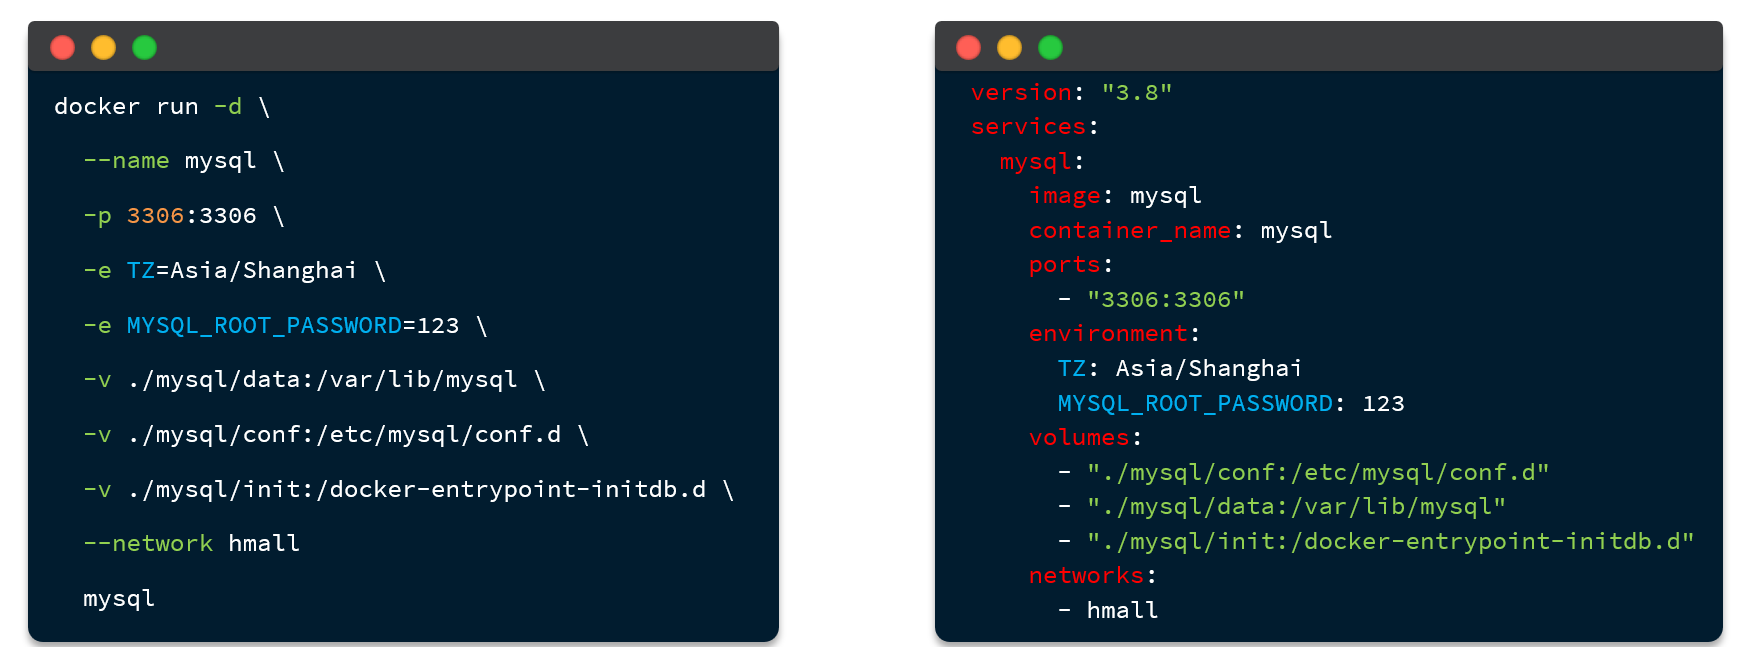 docker run -d \
--name mysql \
-p 3306:3306 \
-e TZ=Asia/Shanghai \
-e MYSQL_ROOT_PASSWORD=123 \
-v ./mysql/data:/var/lib/mysql \
-v ./mysql/conf:/etc/mysql/conf.d \
-v ./mysql/init:/docker-entrypoint-initdb.d \
--network hmall
mysql
version: "3.8"
services:
mysql:
image: mysql
container_name: mysql
ports:
- "3306:3306"
environment:
TZ: Asia/Shanghai
MYSQL_ROOT_PASSWORD: 123
volumes:
- "./mysql/conf:/etc/mysql/conf.d"
- "./mysql/data:/var/lib/mysql"
- "./mysql/init:/docker-entrypoint-initdb.d"
networks:
- hmall